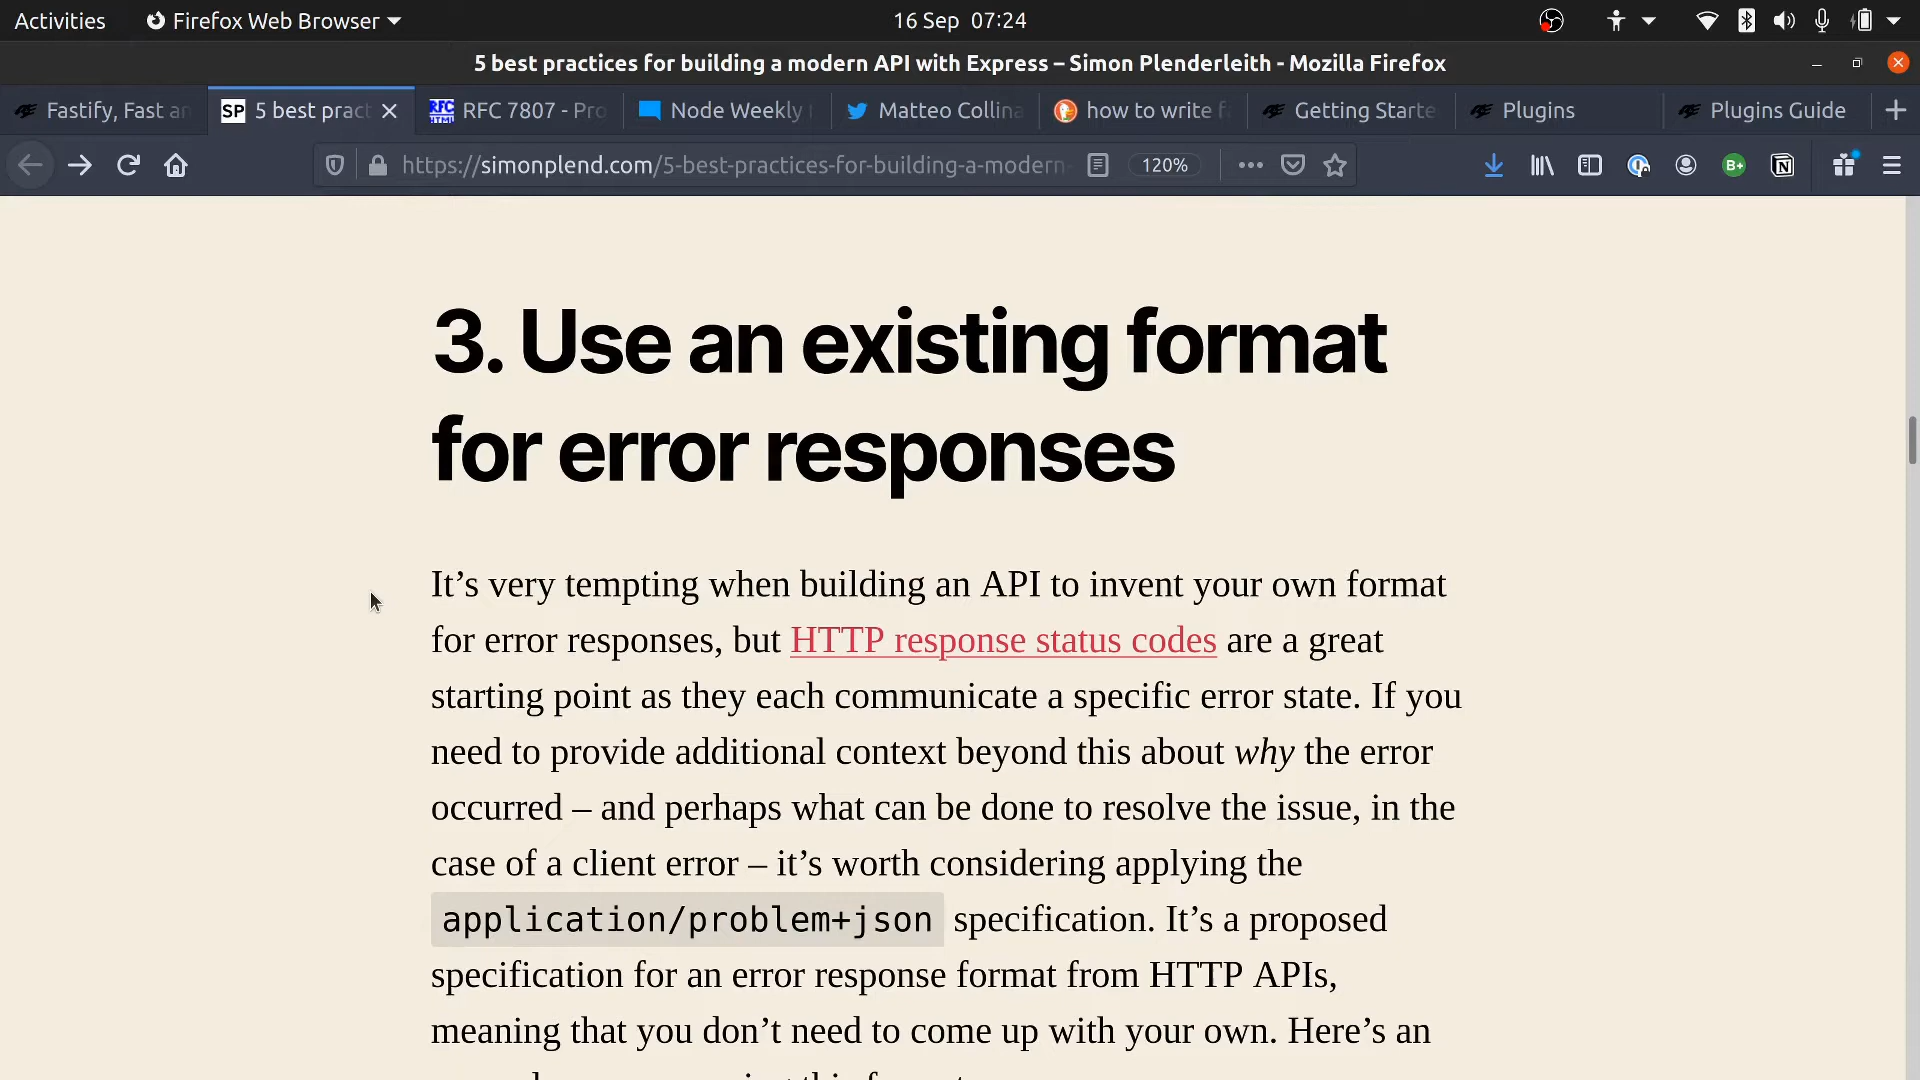 Activities Firefox Web Browser 16 Sep 07:24
5 best practices for building a modern API with Express – Simon Plenderleith - Mozilla Firefox
Fastify, Fast an SP 5 best pract RFC 7807 - Pro Node Weekly Matteo Collina how to write f Getting Starte Plugins Plugins Guide
https://simonplend.com/5-best-practices-for-building-a-modern- 120%
3. Use an existing format
for error responses
It’s very tempting when building an API to invent your own format
for error responses, but HTTP response status codes are a great
starting point as they each communicate a specific error state. If you
need to provide additional context beyond this about why the error
occurred – and perhaps what can be done to resolve the issue, in the
case of a client error – it’s worth considering applying the
application/problem+json specification. It’s a proposed
specification for an error response format from HTTP APIs,
meaning that you don’t need to come up with your own. Here’s an